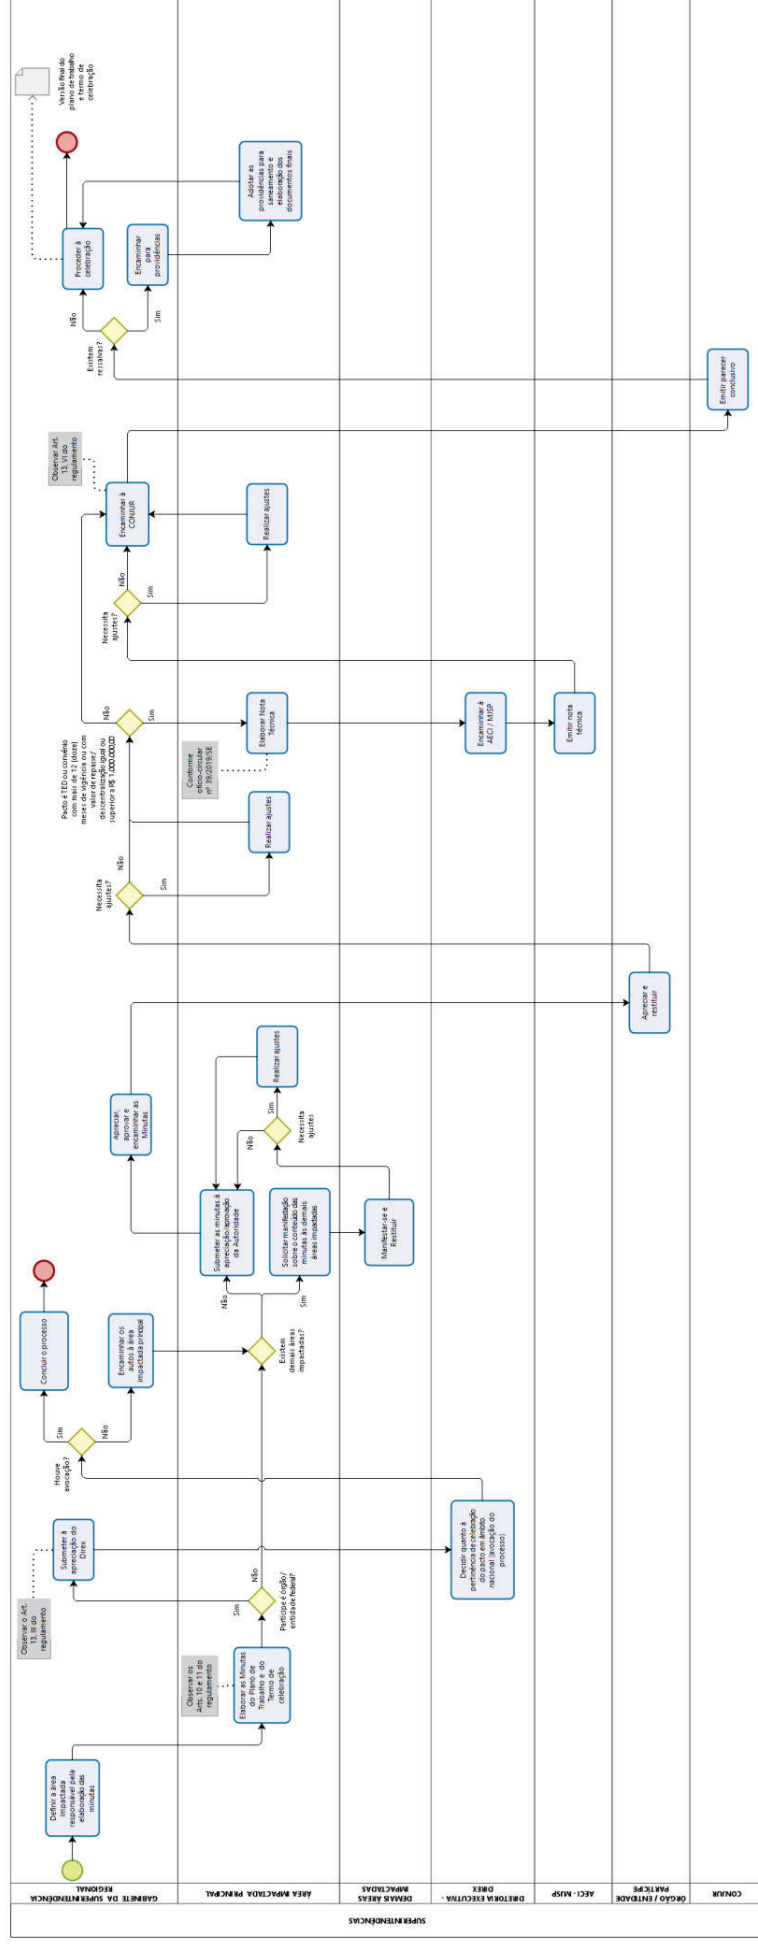 SUPERINTENDÊNCIAS
GABINETE DA SUPERINTENDÊNCIA
REGIONAL
ÁREA IMPACTADA PRINCIPAL
DEMAIS ÁREAS
IMPACTADAS
DIRETORIA EXECUTIVA -
DIREX
AECI - MJSP
ÓRGÃO / ENTIDADE
PARTÍCIPE
CONJUR
Definir a área
impactada
responsável pela
elaboração das
minutas
Observar os
Arts. 10 e 11 do
regulamento
Elaborar as Minutas
do Plano de
Trabalho e do
Termo de
celebração
Partícipe é órgão/
entidade federal?
Sim
Não
Observar o Art.
13, III do
regulamento
Submeter à
apreciação do
Direx
Decidir quanto à
pertinência de celebração
do pacto em âmbito
nacional (avocação do
processo)
Houve
avocação?
Sim
Não
Concluir o processo
Encaminhar os
autos à área
impactada principal
Existem
demais áreas
impactadas?
Não
Sim
Submeter as minutas à
apreciação/aprovação
da Autoridade
Solicitar manifestação
sobre o conteúdo das
minutas às demais
áreas impactadas
Manifestar-se e
Restituir
Necessita
ajustes
Não
Sim
Realizar ajustes
Apreciar,
aprovar e
encaminhar as
Minutas
Apreciar e
restituir
Necessita
ajustes?
Não
Sim
Realizar ajustes
Pacto é TED ou convênio
com mais de 12 (doze)
meses de vigência ou com
valor de repasse/
descentralização igual ou
superior a R$ 1.000.000,00
Não
Sim
Conforme
ofício-circular
nº 39/2019/SE
Elaborar Nota
Técnica
Encaminhar à
AECI / MJSP
Emitir nota
técnica
Necessita
ajustes?
Não
Sim
Realizar ajustes
Observar Art.
13, VI do
regulamento
Encaminhar à
CONJUR
Emitir parecer
conclusivo
Existem
ressalvas?
Não
Sim
Proceder à
celebração
Encaminhar
para
providências
Adotar as
providências para
saneamento e
elaboração dos
documentos finais
Versão final do
plano de trabalho
e termo de
celebração